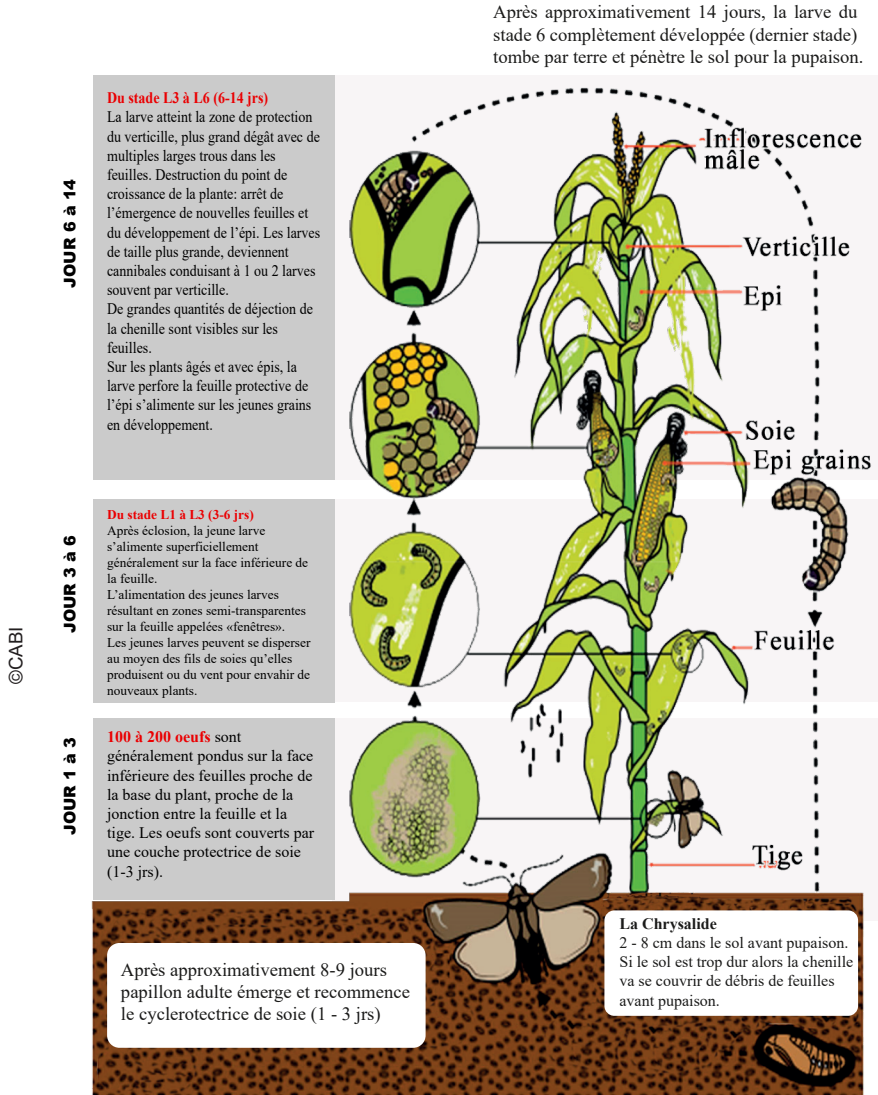 Après approximativement 14 jours, la larve du
stade 6 complètement développée (dernier stade)
tombe par terre et pénètre le sol pour la pupaison.
JOUR 6 à 14
Du stade L3 à L6 (6-14 jrs)
La larve atteint la zone de protection
du verticille, plus grand dégât avec de
multiples larges trous dans les
feuilles. Destruction du point de
croissance de la plante: arrêt de
l’émergence de nouvelles feuilles et
du développement de l’épi. Les larves
de taille plus grande, deviennent
cannibales conduisant à 1 ou 2 larves
souvent par verticille.
De grandes quantités de déjection de
la chenille sont visibles sur les
feuilles.
Sur les plants âgés et avec épis, la
larve perfore la feuille protective de
l’épi s’alimente sur les jeunes grains
en développement.
Inflorescence
mâle
Verticille
Epi
Soie
Epi grains
JOUR 3 à 6
Du stade L1 à L3 (3-6 jrs)
Après éclosion, la jeune larve
s’alimente superficiellement
généralement sur la face inférieure de
la feuille.
L’alimentation des jeunes larves
résultant en zones semi-transparentes
sur la feuille appelées «fenêtres».
Les jeunes larves peuvent se disperser
au moyen des fils de soies qu’elles
produisent ou du vent pour envahir de
nouveaux plants.
Feuille
©CABI
JOUR 1 à 3
100 à 200 oeufs sont
généralement pondus sur la face
inférieure des feuilles proche de
la base du plant, proche de la
jonction entre la feuille et la
tige. Les oeufs sont couverts par
une couche protectrice de soie
(1-3 jrs).
Tige
Après approximativement 8-9 jours
papillon adulte émerge et recommence
le cyclerotectrice de soie (1 - 3 jrs)
La Chrysalide
2 - 8 cm dans le sol avant pupaison.
Si le sol est trop dur alors la chenille
va se couvrir de débris de feuilles
avant pupaison.